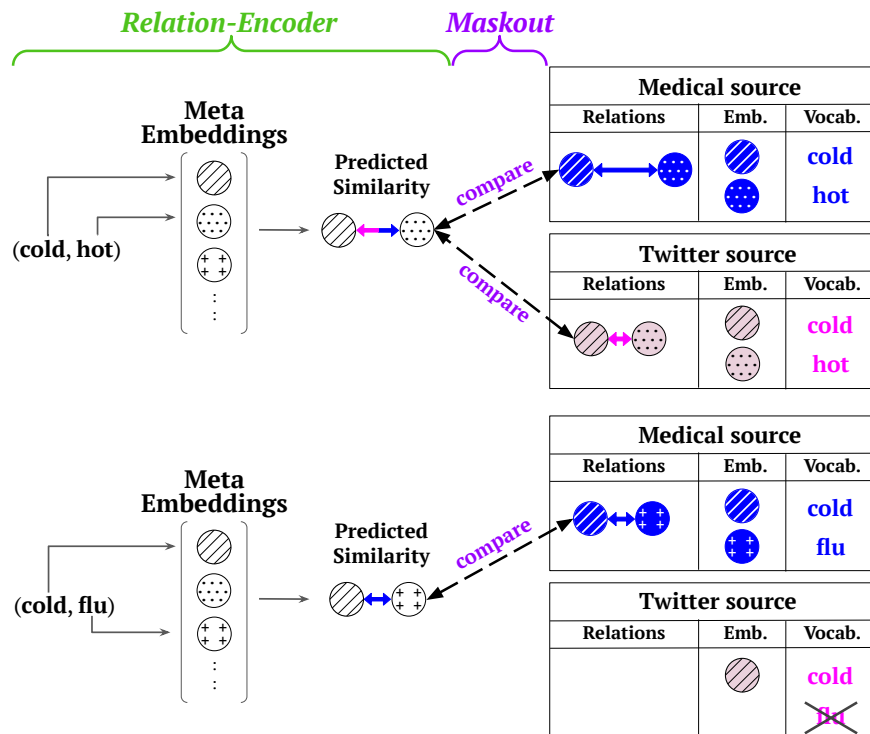 Relation-Encoder
Maskout
Meta
Embeddings
(cold, hot)
Predicted
Similarity
compare
compare
Medical source
Relations Emb. Vocab.
cold
hot
Twitter source
Relations Emb. Vocab.
cold
hot
Meta
Embeddings
(cold, flu)
Predicted
Similarity
compare
Medical source
Relations Emb. Vocab.
cold
flu
Twitter source
Relations Emb. Vocab.
cold
flu